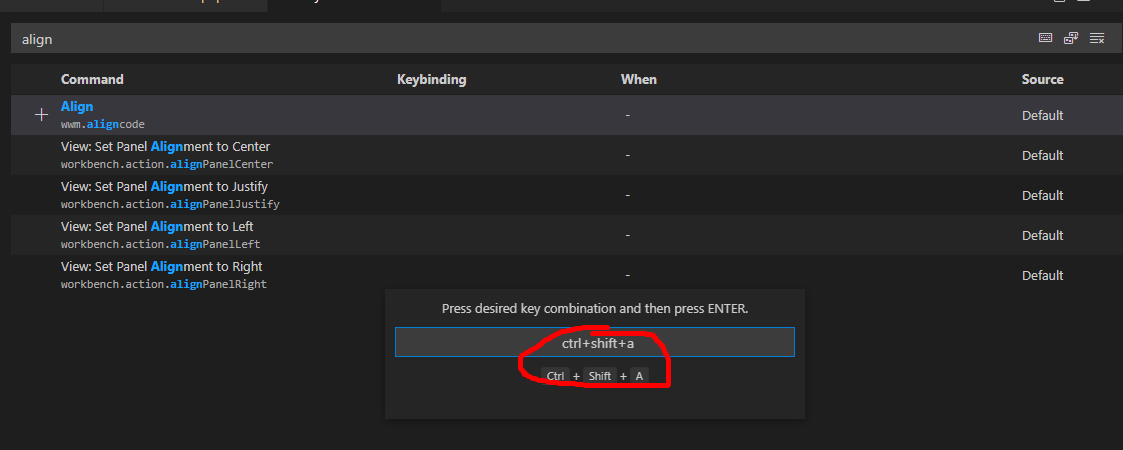 align
Command Keybinding When Source
Align
wwm.aligncode
- Default
View: Set Panel Alignment to Center
workbench.action.alignPanelCenter
- Default
View: Set Panel Alignment to Justify
workbench.action.alignPanelJustify
- Default
View: Set Panel Alignment to Left
workbench.action.alignPanelLeft
- Default
View: Set Panel Alignment to Right
workbench.action.alignPanelRight
- Default
Press desired key combination and then press ENTER.
ctrl+shift+a
Ctrl + Shift + A